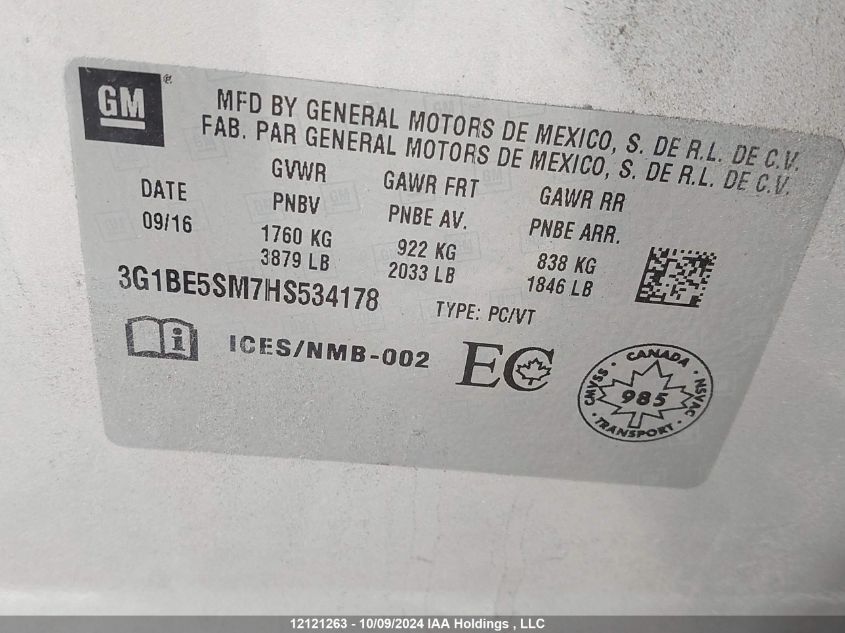 GM ®
MFD BY GENERAL MOTORS DE MEXICO, S. DE R.L. DE C.V.
FAB. PAR GENERAL MOTORS DE MEXICO, S. DE R.L. DE C.V.
DATE GVWR GAWR FRT GAWR RR
PNBV PNBE AV. PNBE ARR.
09/16 1760 KG 922 KG 838 KG
3879 LB 2033 LB 1846 LB
3G1BE5SM7HS534178 TYPE: PC/VT
i ICES/NMB-002 EC
· CANADA ·
CMVSS 985 NSVAC
· TRANSPORT ·
12121263 - 10/09/2024 IAA Holdings , LLC